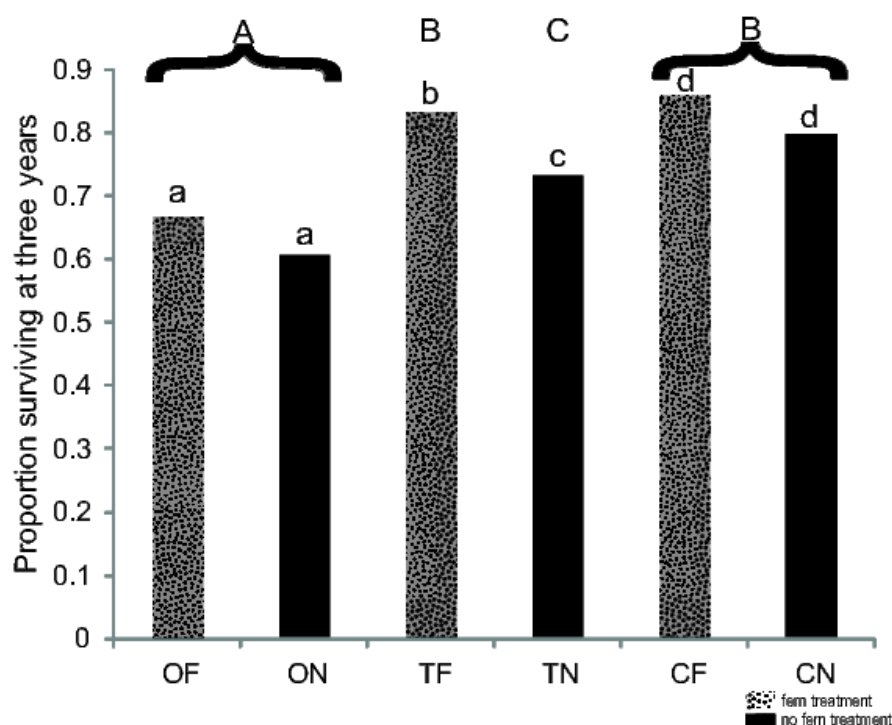 A B C B
0.9
0.8
0.7
0.6
0.5
0.4
0.3
0.2
0.1
0
Proportion surviving at three years
a a b c d d
OF ON TF TN CF CN
fern treatment
no fern treatment